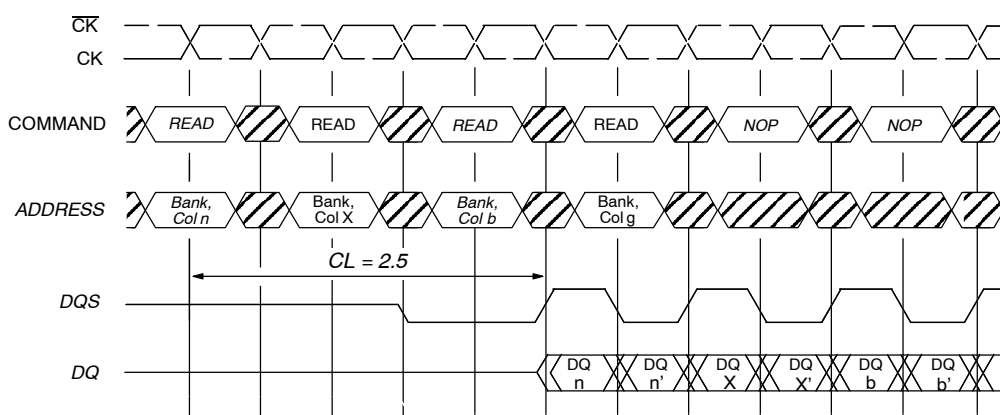 CK
CK
COMMAND READ READ READ READ NOP NOP
ADDRESS Bank, Col n Bank, Col X Bank, Col b Bank, Col g
CL = 2.5
DQS
DQ DQ n DQ n' DQ X DQ X' DQ b DQ b'